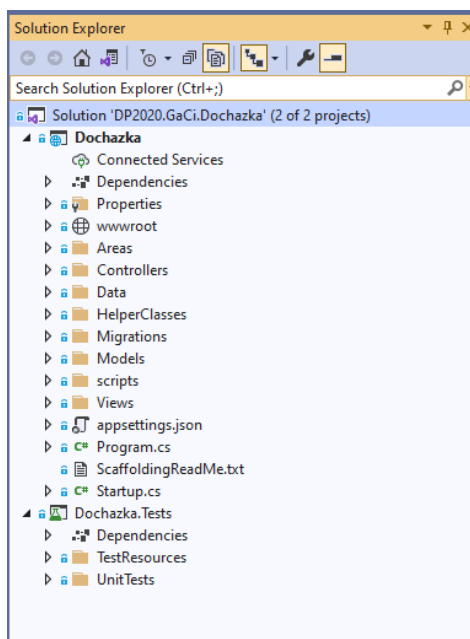 Solution Explorer
Search Solution Explorer (Ctrl+;)
Solution 'DP2020.GaCi.Dochazka' (2 of 2 projects)
Dochazka
Connected Services
Dependencies
Properties
wwwroot
Areas
Controllers
Data
HelperClasses
Migrations
Models
scripts
Views
appsettings.json
C# Program.cs
ScaffoldingReadMe.txt
C# Startup.cs
Dochazka.Tests
Dependencies
TestResources
UnitTests